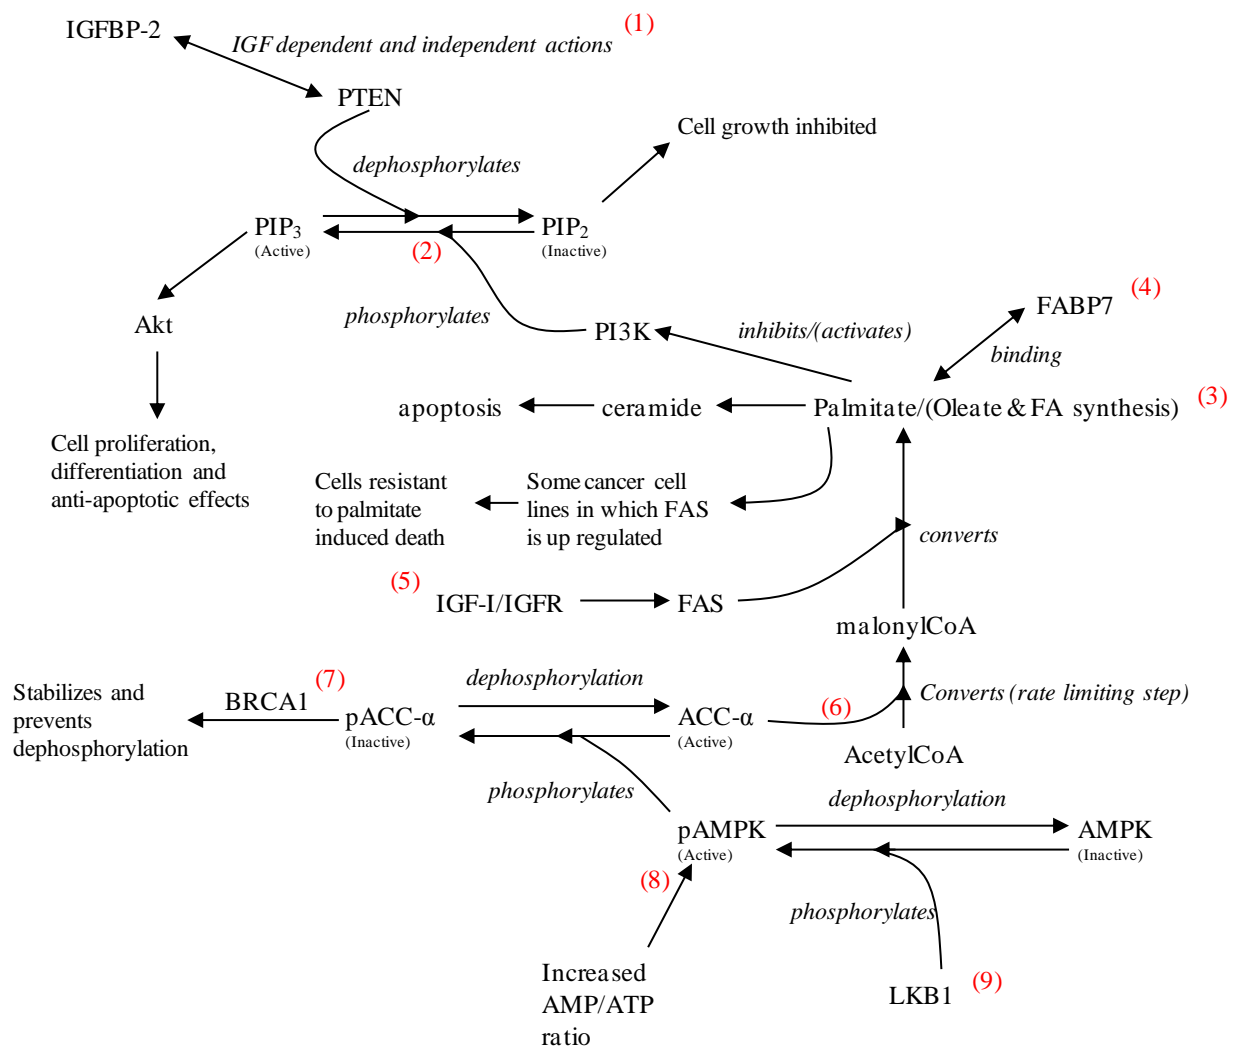 IGFBP-2
IGF dependent and independent actions
(1)
PTEN
Cell growth inhibited
dephosphorylates
PIP3
(Active)
(2)
PIP2
(Inactive)
phosphorylates
Akt
PI3K
inhibits/(activates)
FABP7
(4)
binding
apoptosis
ceramide
Palmitate/(Oleate & FA synthesis)
(3)
Cell proliferation,
differentiation and
anti-apoptotic effects
Cells resistant
to palmitate
induced death
Some cancer cell
lines in which FAS
is up regulated
converts
(5)
IGF-I/IGFR
FAS
malonylCoA
Stabilizes and
prevents
dephosphorylation
BRCA1
(7)
pACC-α
(Inactive)
dephosphorylation
ACC-α
(Active)
(6)
Converts (rate limiting step)
AcetylCoA
phosphorylates
dephosphorylation
pAMPK
(Active)
AMPK
(Inactive)
(8)
phosphorylates
Increased
AMP/ATP
ratio
LKB1
(9)